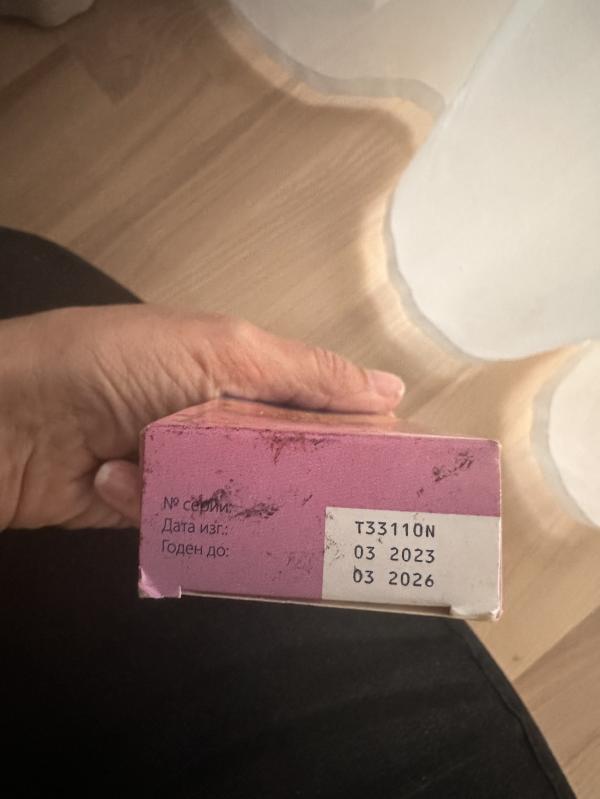 № серии: T33110N
Дата изг.: 03 2023
Годен до: 03 2026